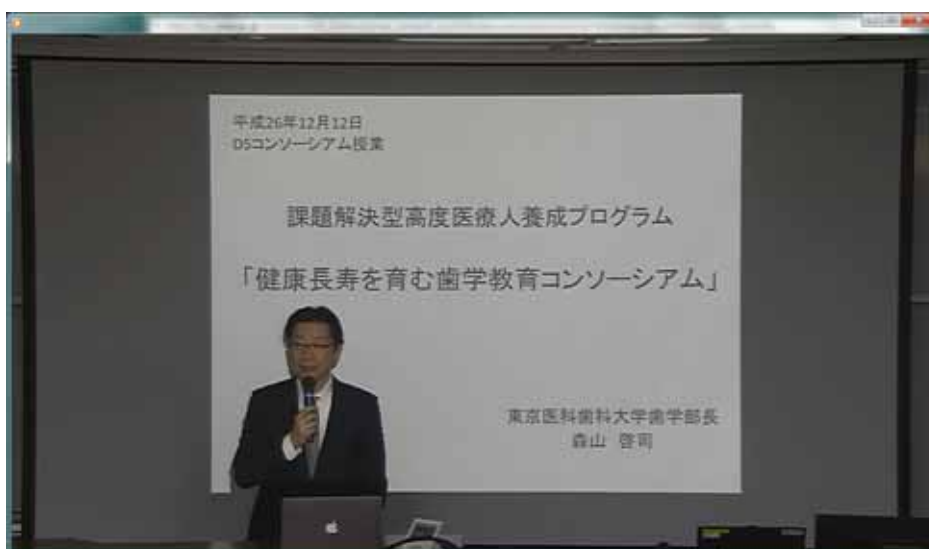 平成26年12月12日
D5コンソーシアム授業
課題解決型高度医療人養成プログラム
「健康長寿を育む歯学教育コンソーシアム」
東京医科歯科大学歯学部長
森山 啓司